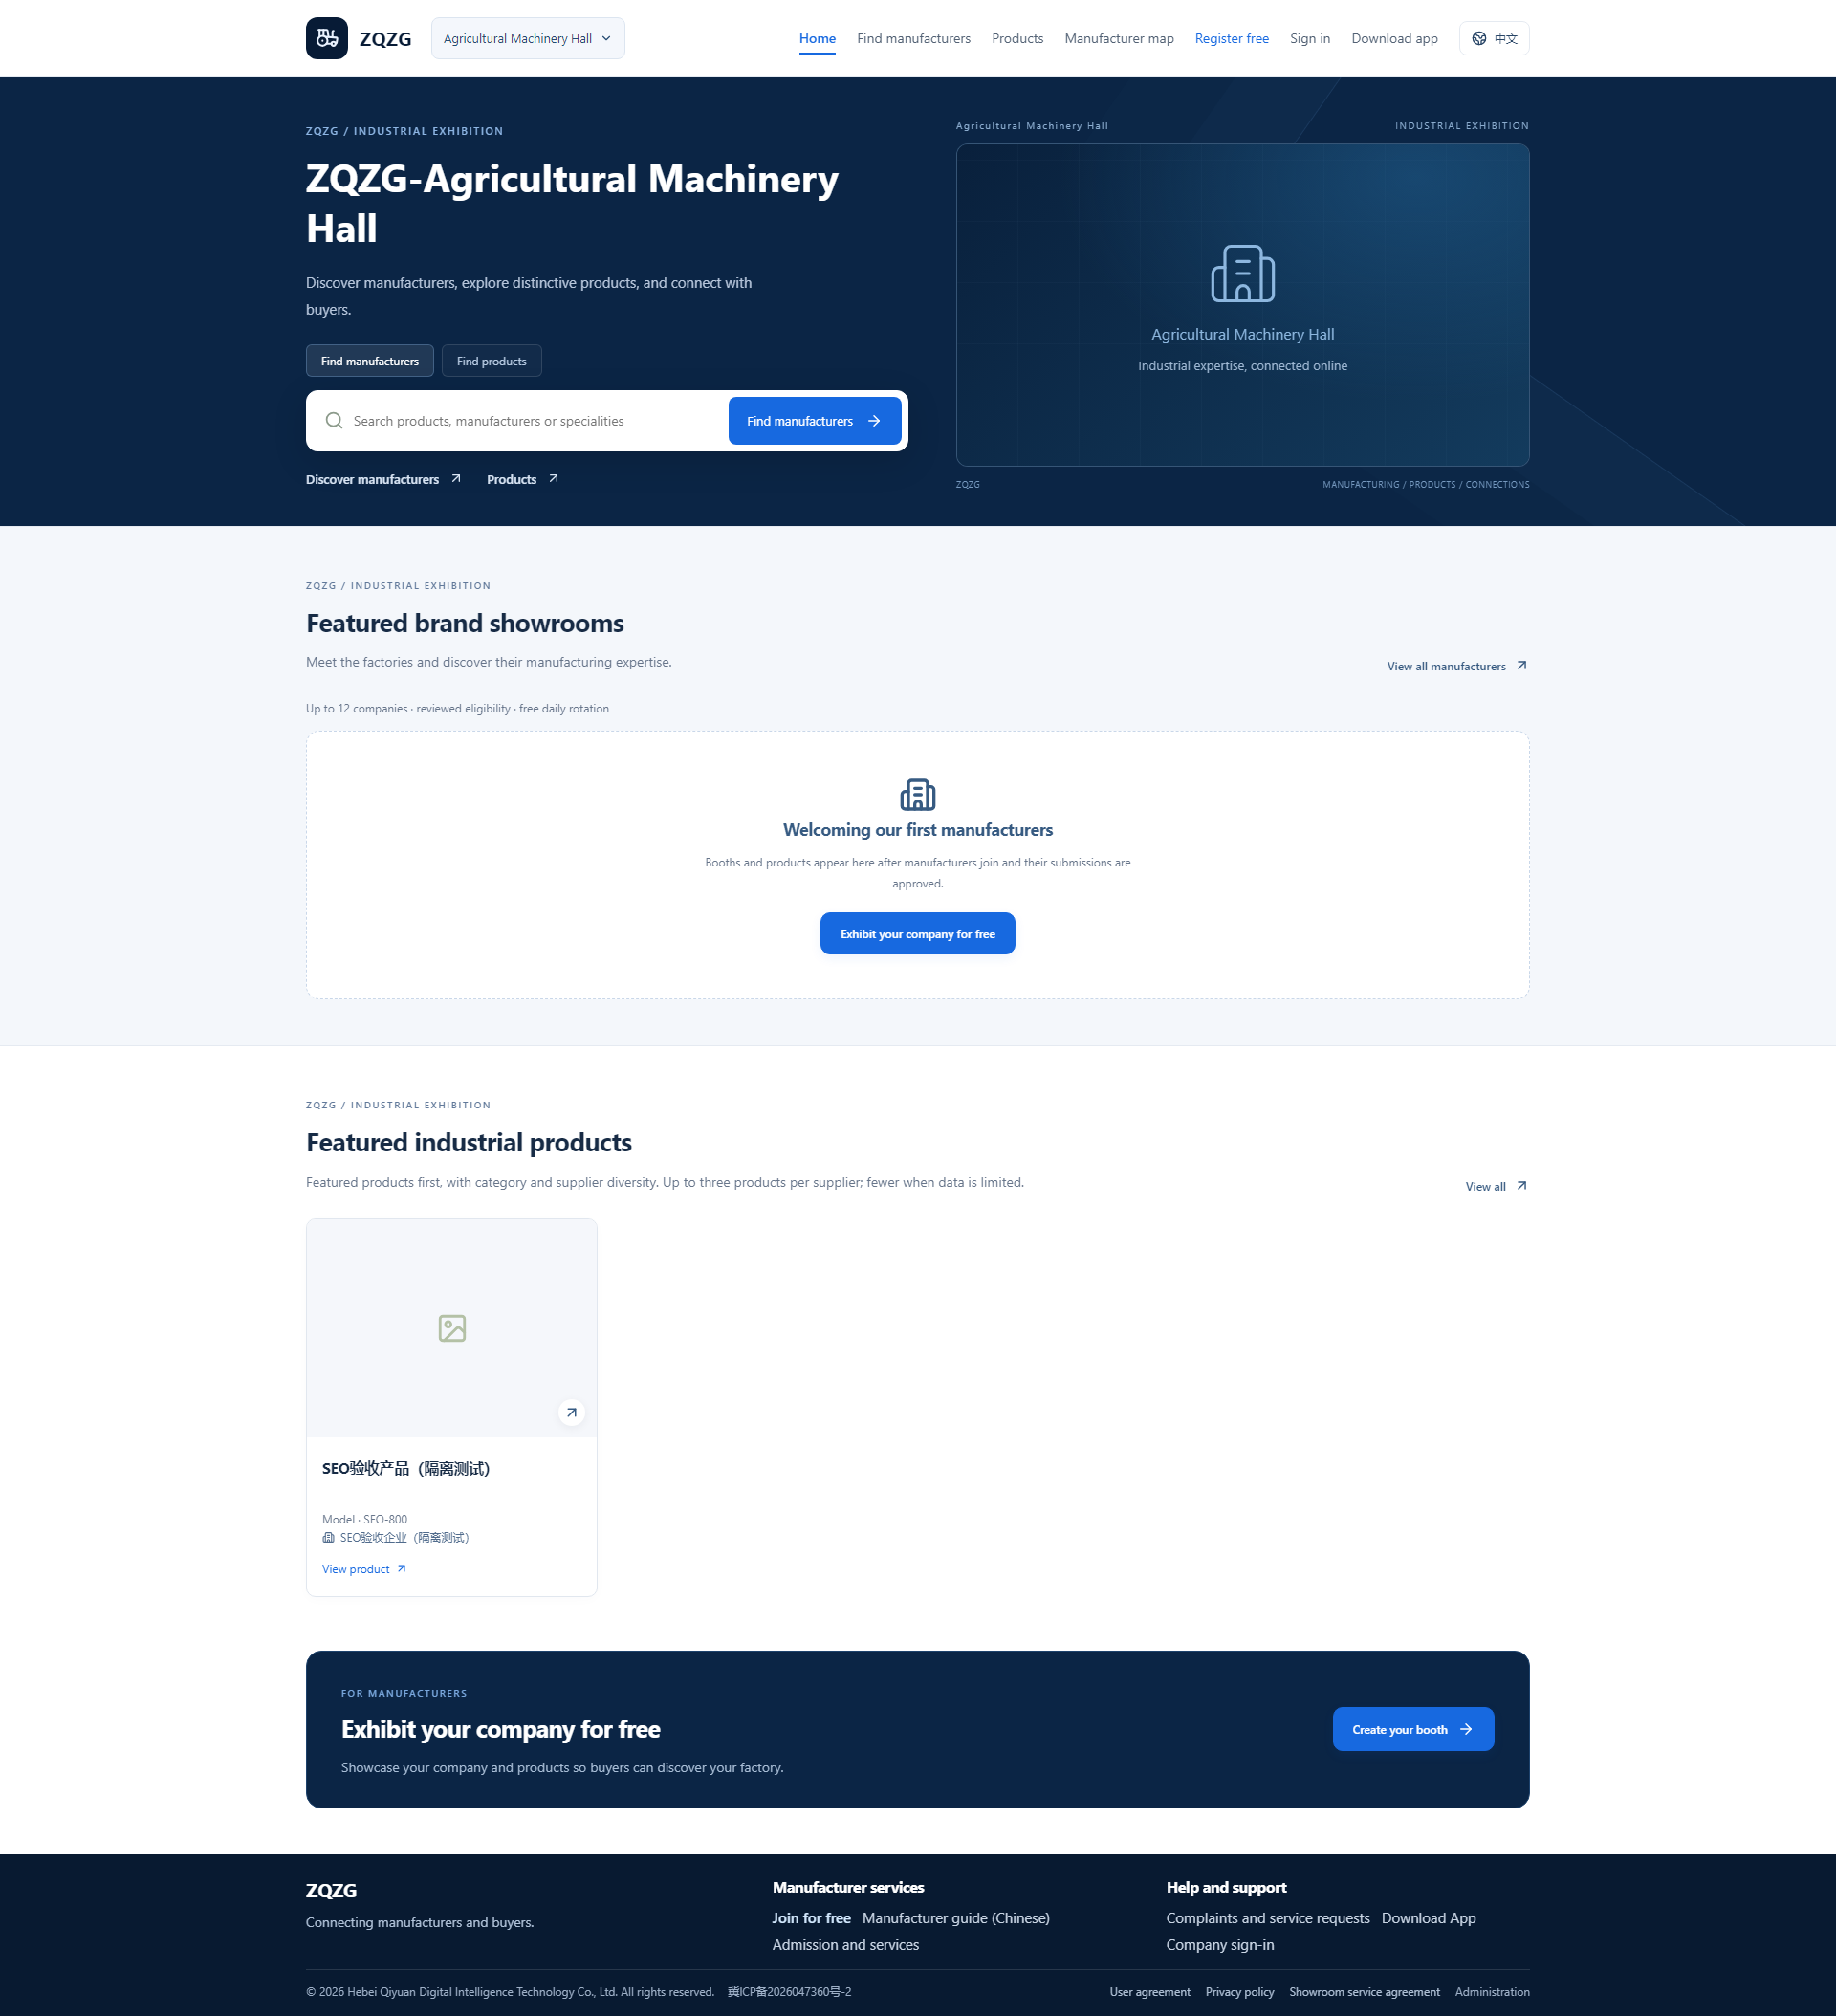 ZQZG
Agricultural Machinery Hall
Home
Find manufacturers
Products
Manufacturer map
Register free
Sign in
Download app
中文
ZQZG / INDUSTRIAL EXHIBITION
ZQZG-Agricultural Machinery
Hall
Discover manufacturers, explore distinctive products, and connect with
buyers.
Find manufacturers
Find products
Search products, manufacturers or specialities
Find manufacturers
Discover manufacturers
Products
Agricultural Machinery Hall
INDUSTRIAL EXHIBITION
Agricultural Machinery Hall
Industrial expertise, connected online
ZQZG
MANUFACTURING / PRODUCTS / CONNECTIONS
ZQZG / INDUSTRIAL EXHIBITION
Featured brand showrooms
Meet the factories and discover their manufacturing expertise.
View all manufacturers
Up to 12 companies · reviewed eligibility · free daily rotation
Welcoming our first manufacturers
Booths and products appear here after manufacturers join and their submissions are
approved.
Exhibit your company for free
ZQZG / INDUSTRIAL EXHIBITION
Featured industrial products
Featured products first, with category and supplier diversity. Up to three products per supplier; fewer when data is limited.
View all
SEO验收产品（隔离测试）
Model · SEO-800
SEO验收企业（隔离测试）
View product
FOR MANUFACTURERS
Exhibit your company for free
Showcase your company and products so buyers can discover your factory.
Create your booth
ZQZG
Connecting manufacturers and buyers.
Manufacturer services
Join for free Manufacturer guide (Chinese)
Admission and services
Help and support
Complaints and service requests Download App
Company sign-in
© 2026 Hebei Qiyuan Digital Intelligence Technology Co., Ltd. All rights reserved. 冀ICP备2026047360号-2
User agreement Privacy policy Showroom service agreement Administration